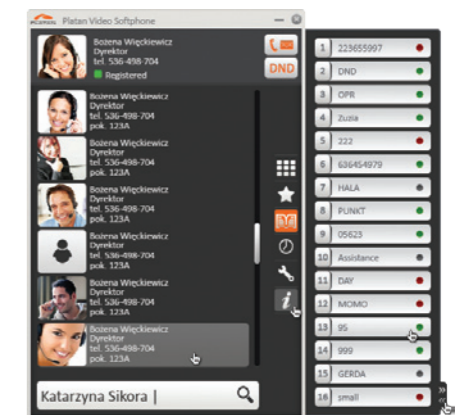 PLATAN
Platan Video Softphone
Bożena Więckiewicz
Dyrektor
tel. 536-498-704
Registered
DND
Bożena Więckiewicz
Dyrektor
tel. 536-498-704
pok. 123A
Bożena Więckiewicz
Dyrektor
tel. 536-498-704
pok. 123A
Bożena Więckiewicz
Dyrektor
tel. 536-498-704
pok. 123A
Bożena Więckiewicz
Dyrektor
tel. 536-498-704
pok. 123A
Bożena Więckiewicz
Dyrektor
tel. 536-498-704
pok. 123A
Bożena Więckiewicz
Dyrektor
tel. 536-498-704
pok. 123A
Katarzyna Sikora |
i
1 223655997
2 DND
3 OPR
4 Zuzia
5 222
6 636454979
7 HALA
8 PUNKT
9 05623
10 Assistance
11 DAY
12 MOMO
13 95
14 999
15 GERDA
16 small